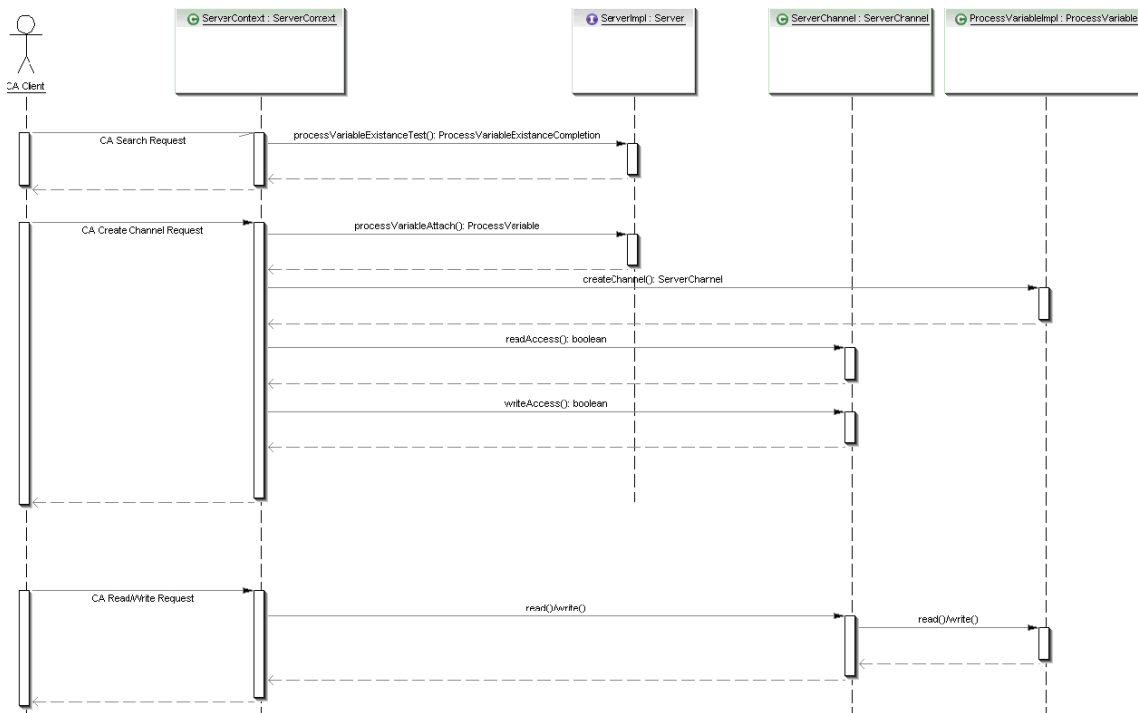 ServerContext : ServerContext
ServerImpl : Server
ServerChannel : ServerChannel
ProcessVariableImpl : ProcessVariable
CA Client
CA Search Request
processVariableExistanceTest(): ProcessVariableExistanceCompletion
CA Create Channel Request
processVariableAttach(): ProcessVariable
createChannel(): ServerChannel
readAccess(): boolean
writeAccess(): boolean
CA Read/Write Request
read()/write()
read()/write()